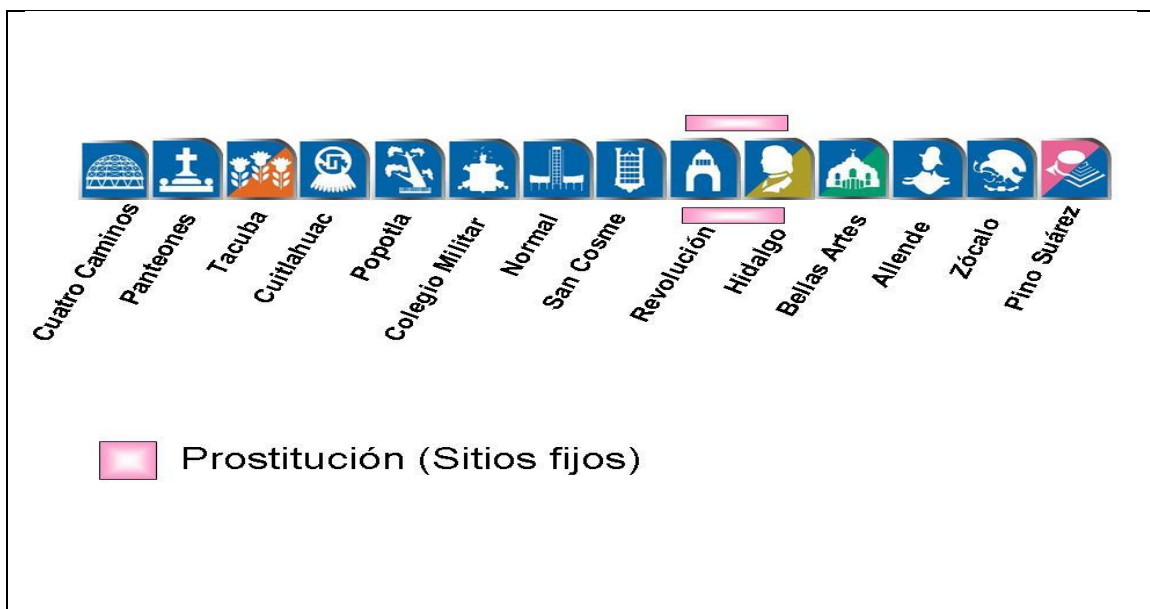 Cuatro Caminos
Panteones
Tacuba
Cuitlahuac
Popotla
Colegio Militar
Normal
San Cosme
Revolución
Hidalgo
Bellas Artes
Allende
Zócalo
Pino Suárez
Prostitución (Sitios fijos)